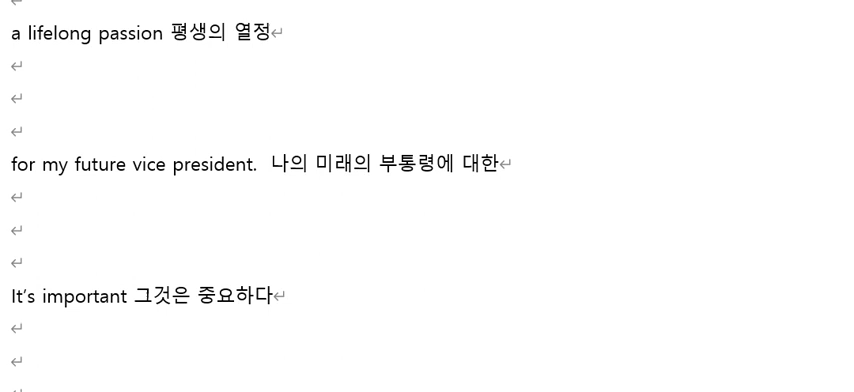 a lifelong passion 평생의 열정
for my future vice president.  나의 미래의 부통령에 대한
It's important 그것은 중요하다